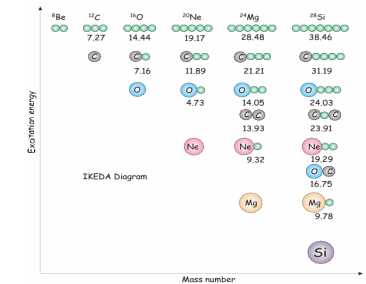 ⁸Be ¹²C ¹⁶O ²⁰Ne ²⁴Mg ²⁸Si
7.27 14.44 19.17 28.48 38.46
C C C C C
7.16 11.89 21.21 31.19
O O O O
4.73 14.05 24.03
C C C C
13.93 23.91
Ne Ne Ne
9.32 19.29
O C
IKEDA Diagram 16.75
Mg Mg
9.78
Si
Excitation energy
Mass number